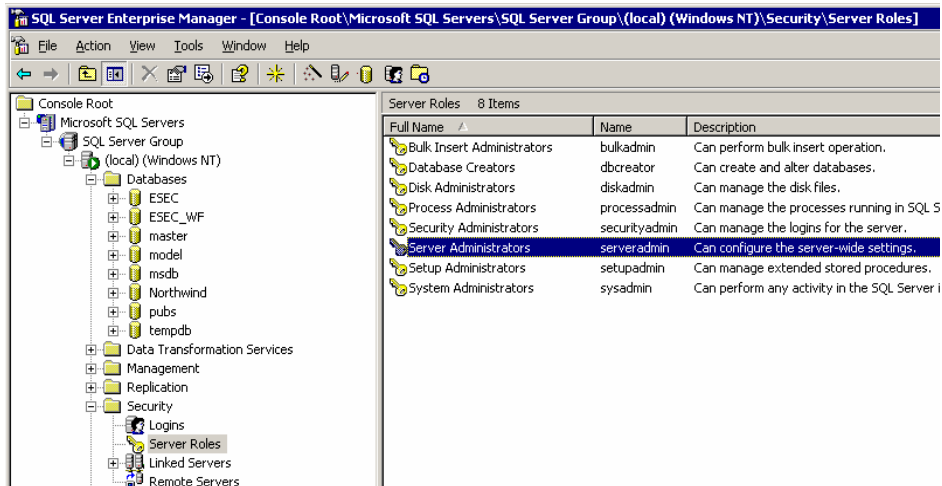 SQL Server Enterprise Manager - [Console Root\Microsoft SQL Servers\SQL Server Group\(local) (Windows NT)\Security\Server Roles]
File Action View Tools Window Help
Console Root
Microsoft SQL Servers
SQL Server Group
(local) (Windows NT)
Databases
ESEC
ESEC_WF
master
model
msdb
Northwind
pubs
tempdb
Data Transformation Services
Management
Replication
Security
Logins
Server Roles
Linked Servers
Remote Servers
Server Roles 8 Items
Full Name Name Description
Bulk Insert Administrators bulkadmin Can perform bulk insert operation.
Database Creators dbcreator Can create and alter databases.
Disk Administrators diskadmin Can manage the disk files.
Process Administrators processadmin Can manage the processes running in SQL S
Security Administrators securityadmin Can manage the logins for the server.
Server Administrators serveradmin Can configure the server-wide settings.
Setup Administrators setupadmin Can manage extended stored procedures.
System Administrators sysadmin Can perform any activity in the SQL Server i